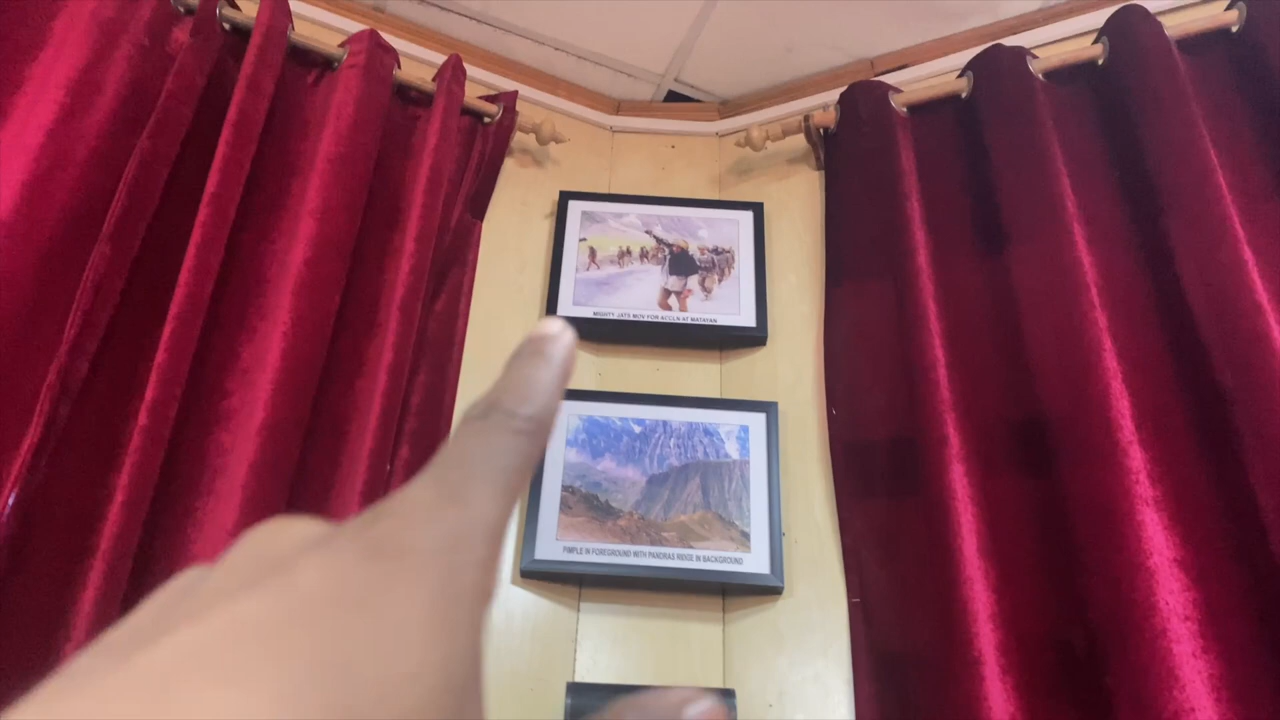 MIGHTY JATS MOV FOR ACCLN AT MATAYAN
PIMPLE IN FOREGROUND WITH PANDRAS RIDGE IN BACKGROUND